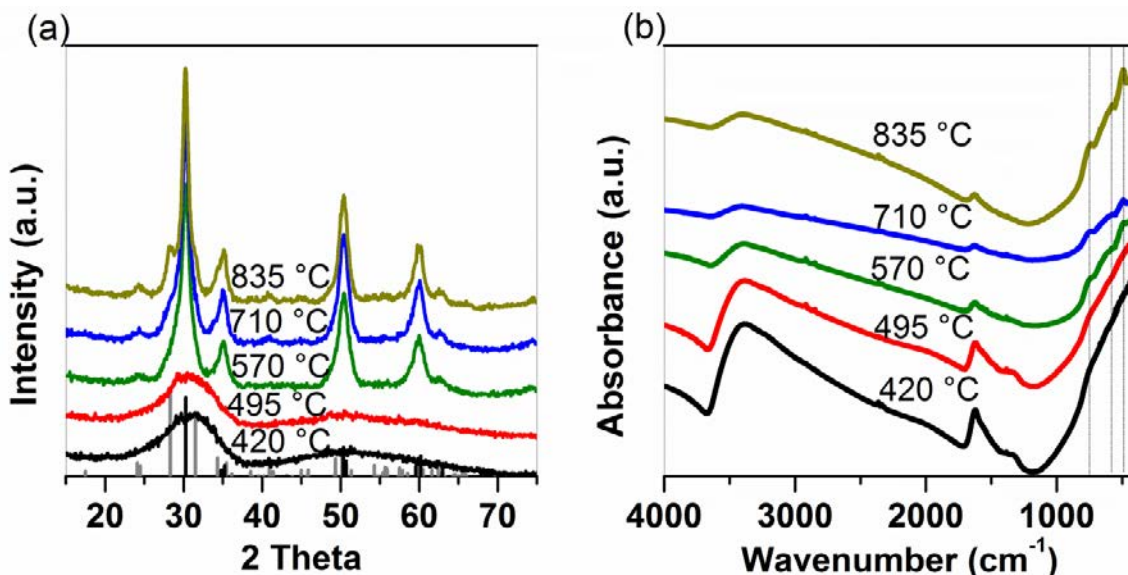 (a)
Intensity (a.u.)
835 °C
710 °C
570 °C
495 °C
420 °C
20 30 40 50 60 70
2 Theta
(b)
Absorbance (a.u.)
835 °C
710 °C
570 °C
495 °C
420 °C
4000 3000 2000 1000
Wavenumber (cm⁻¹)